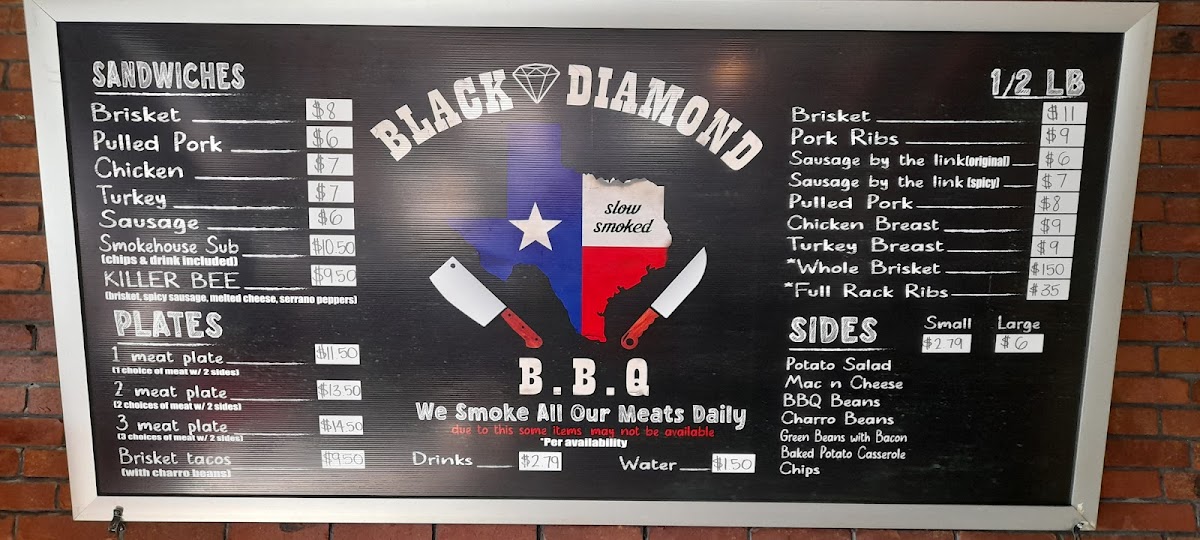 SANDWICHES
Brisket $8
Pulled Pork $6
Chicken $7
Turkey $7
Sausage $6
Smokehouse Sub $10.50
(chips & drink included)
KILLER BEE $9.50
(brisket, spicy sausage, melted cheese, serrano peppers)
PLATES
1 meat plate $11.50
(1 choice of meat w/ 2 sides)
2 meat plate $13.50
(2 choices of meat w/ 2 sides)
3 meat plate $14.50
(3 choices of meat w/ 2 sides)
Brisket tacos $9.50
(with charro beans)
BLACK DIAMOND
slow
smoked
B.B.Q
We Smoke All Our Meats Daily
due to this some items may not be available
*Per availability
Drinks $2.79
Water $1.50
1/2 LB
Brisket $11
Pork Ribs $9
Sausage by the link (original) $6
Sausage by the link (spicy) $7
Pulled Pork $8
Chicken Breast $9
Turkey Breast $9
*Whole Brisket $150
*Full Rack Ribs $35
SIDES Small Large
$2.79 $6
Potato Salad
Mac n Cheese
BBQ Beans
Charro Beans
Green Beans with Bacon
Baked Potato Casserole
Chips